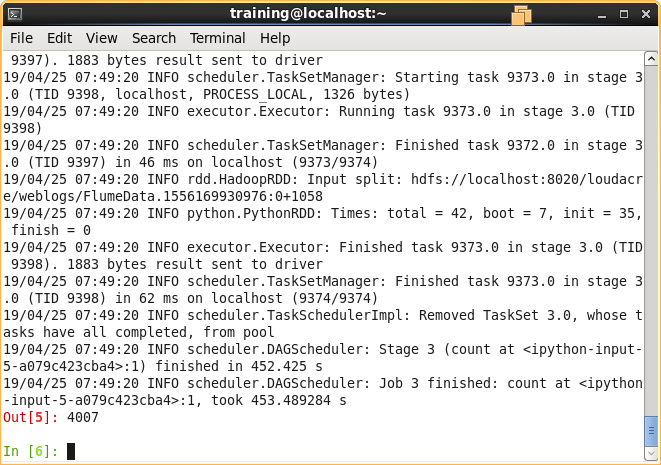 training@localhost:~
File Edit View Search Terminal Help
9397). 1883 bytes result sent to driver
19/04/25 07:49:20 INFO scheduler.TaskSetManager: Starting task 9373.0 in stage 3
.0 (TID 9398, localhost, PROCESS_LOCAL, 1326 bytes)
19/04/25 07:49:20 INFO executor.Executor: Running task 9373.0 in stage 3.0 (TID
9398)
19/04/25 07:49:20 INFO scheduler.TaskSetManager: Finished task 9372.0 in stage 3
.0 (TID 9397) in 46 ms on localhost (9373/9374)
19/04/25 07:49:20 INFO rdd.HadoopRDD: Input split: hdfs://localhost:8020/loudacr
e/weblogs/FlumeData.1556169930976:0+1058
19/04/25 07:49:20 INFO python.PythonRDD: Times: total = 42, boot = 7, init = 35,
finish = 0
19/04/25 07:49:20 INFO executor.Executor: Finished task 9373.0 in stage 3.0 (TID
9398). 1883 bytes result sent to driver
19/04/25 07:49:20 INFO scheduler.TaskSetManager: Finished task 9373.0 in stage 3
.0 (TID 9398) in 62 ms on localhost (9374/9374)
19/04/25 07:49:20 INFO scheduler.TaskSchedulerImpl: Removed TaskSet 3.0, whose t
asks have all completed, from pool
19/04/25 07:49:20 INFO scheduler.DAGScheduler: Stage 3 (count at <ipython-input-
5-a079c423cba4>:1) finished in 452.425 s
19/04/25 07:49:20 INFO scheduler.DAGScheduler: Job 3 finished: count at <ipython
-input-5-a079c423cba4>:1, took 453.489284 s
Out[5]: 4007
In [6]: